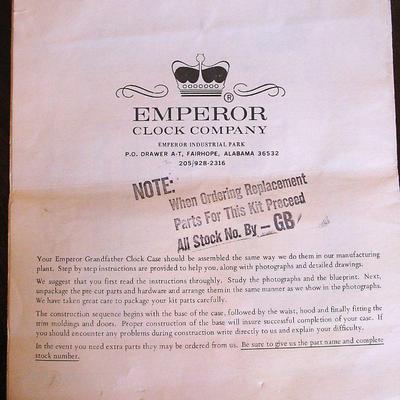 ®
EMPEROR
CLOCK COMPANY
EMPEROR INDUSTRIAL PARK
P.O. DRAWER A-T, FAIRHOPE, ALABAMA 36532
205/928-2316
NOTE:
When Ordering Replacement
Parts For This Kit Preceed
All Stock No. By - GB
Your Emperor Grandfather Clock Case should be assembled the same way we do them in our manufacturing
plant. Step by step instructions are provided to help you, along with photographs and detailed drawings.
We suggest that you first read the instructions through. Study the photographs and the blueprint. Next,
unpackage the pre-cut parts and hardware and arrange them in the same manner as we show in the photographs.
We have taken great care to package your kit parts carefully.
The construction sequence begins with the base of the case, followed by the waist, hood and finally fitting the
trim moldings and doors. Proper construction of the base will insure successful completion of your case. If
you should encounter any problems during construction write directly to us and explain your difficulty.
In the event you need extra parts they may be ordered from us. Be sure to give us the part name and complete
stock number.